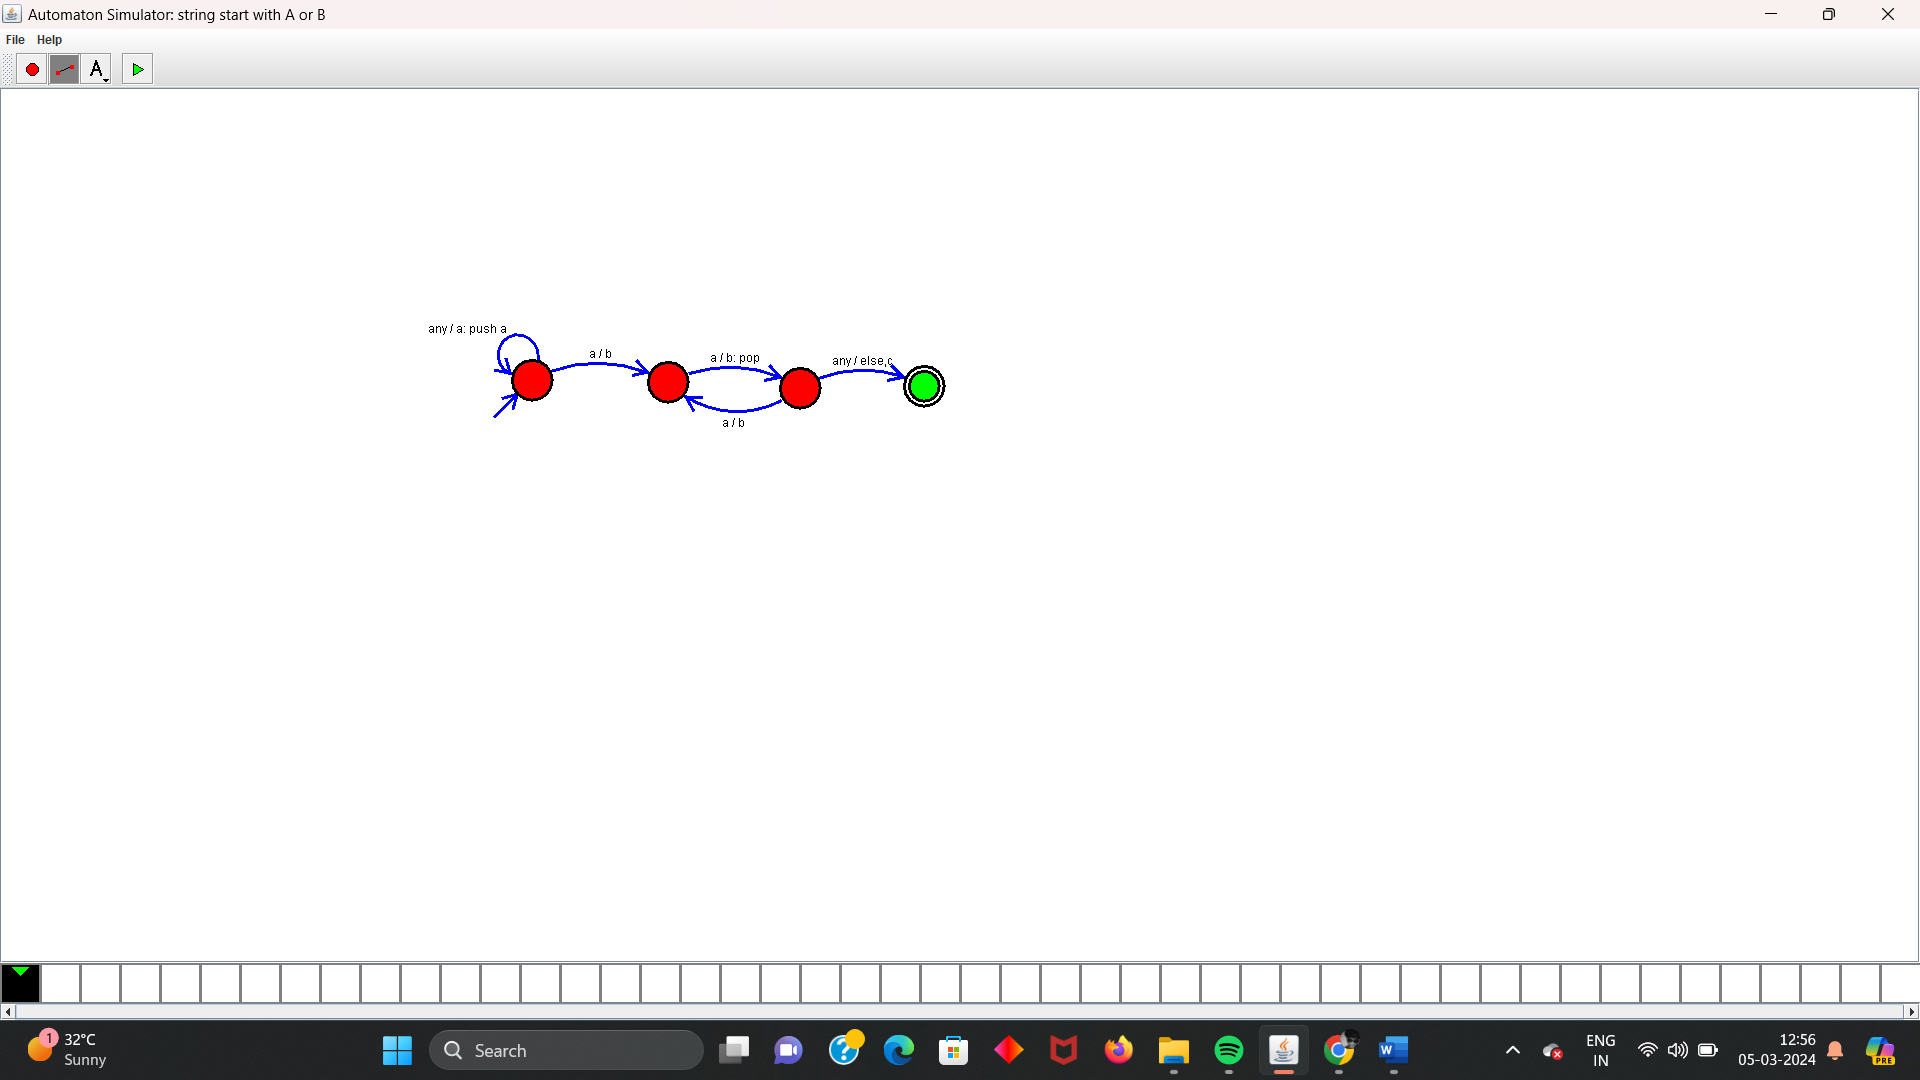 Automaton Simulator: string start with A or B
File Help
A
any / a: push a
a / b
a / b: pop
any / else,c
a / b
1
32°C
Sunny
Search
ENG
IN
12:56
05-03-2024
PRE